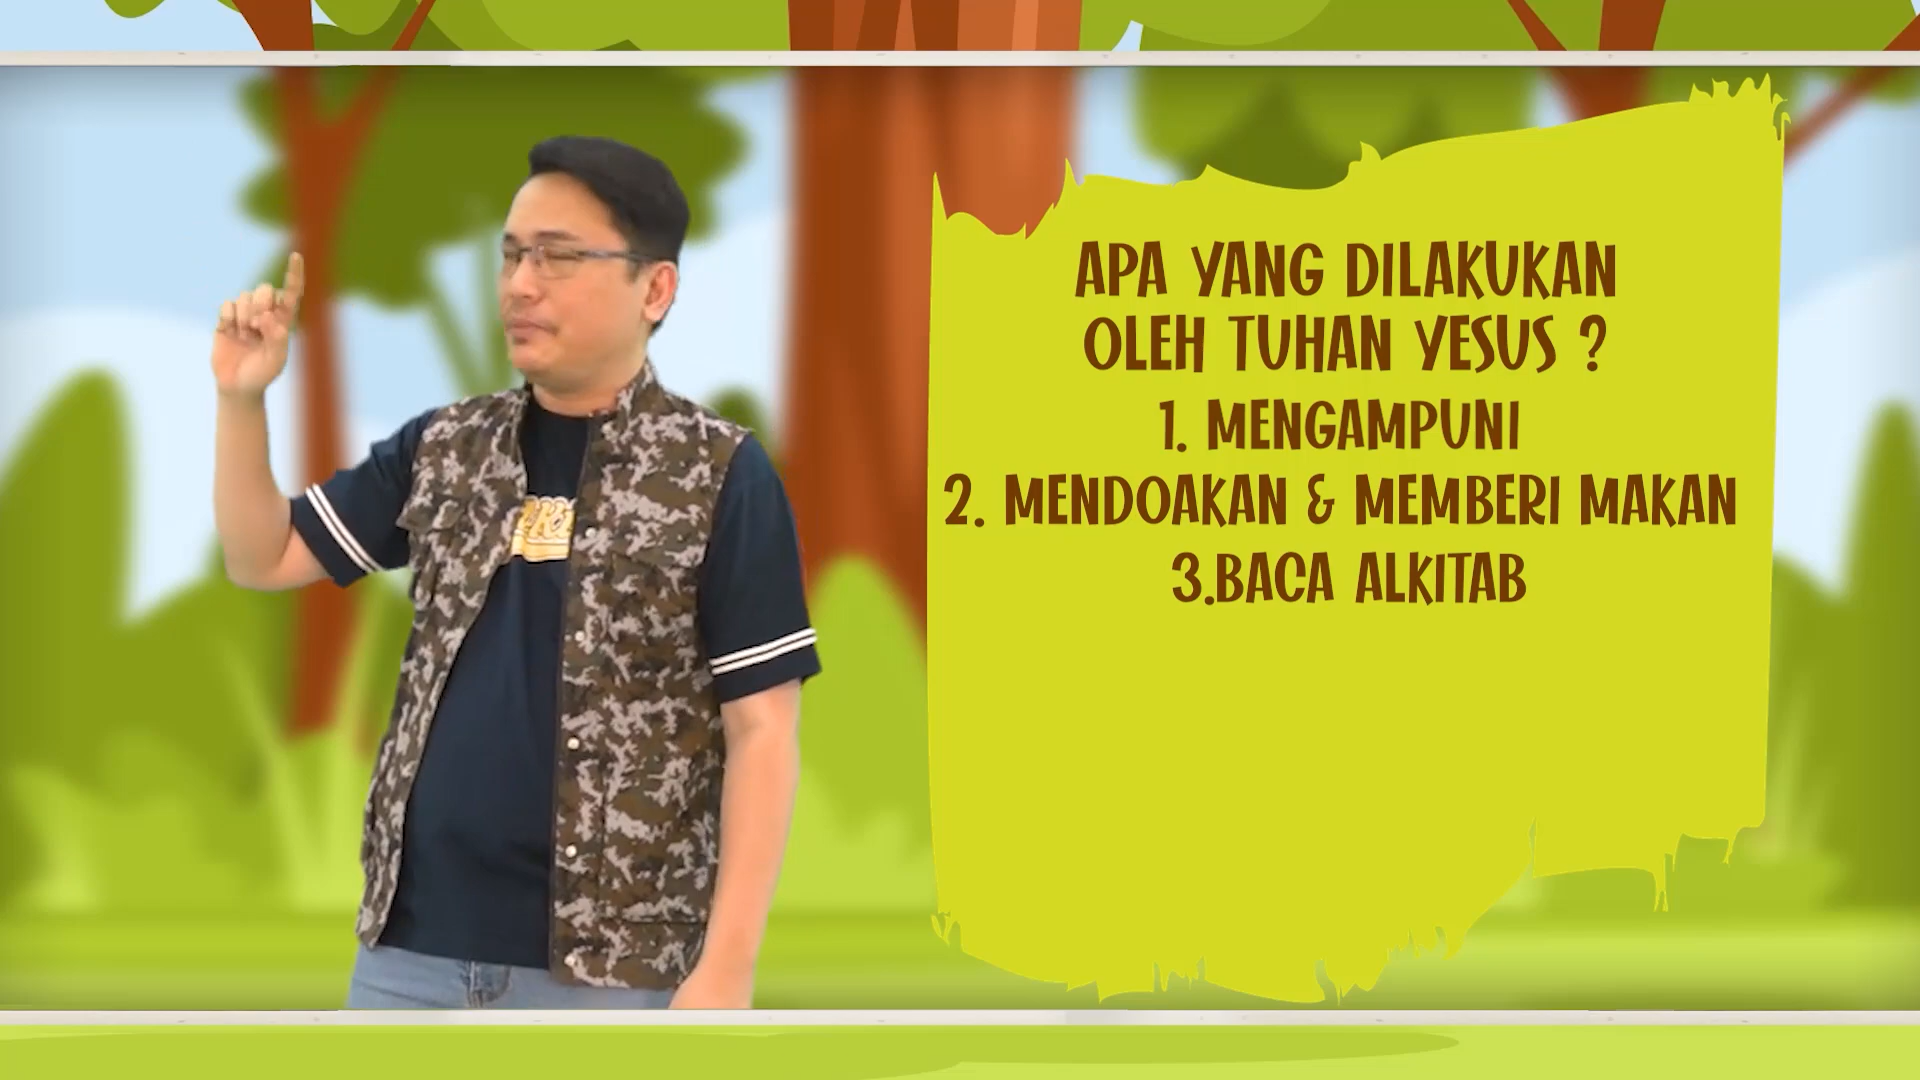 APA YANG DILAKUKAN
OLEH TUHAN YESUS ?
1. MENGAMPUNI
2. MENDOAKAN & MEMBERI MAKAN
3.BACA ALKITAB